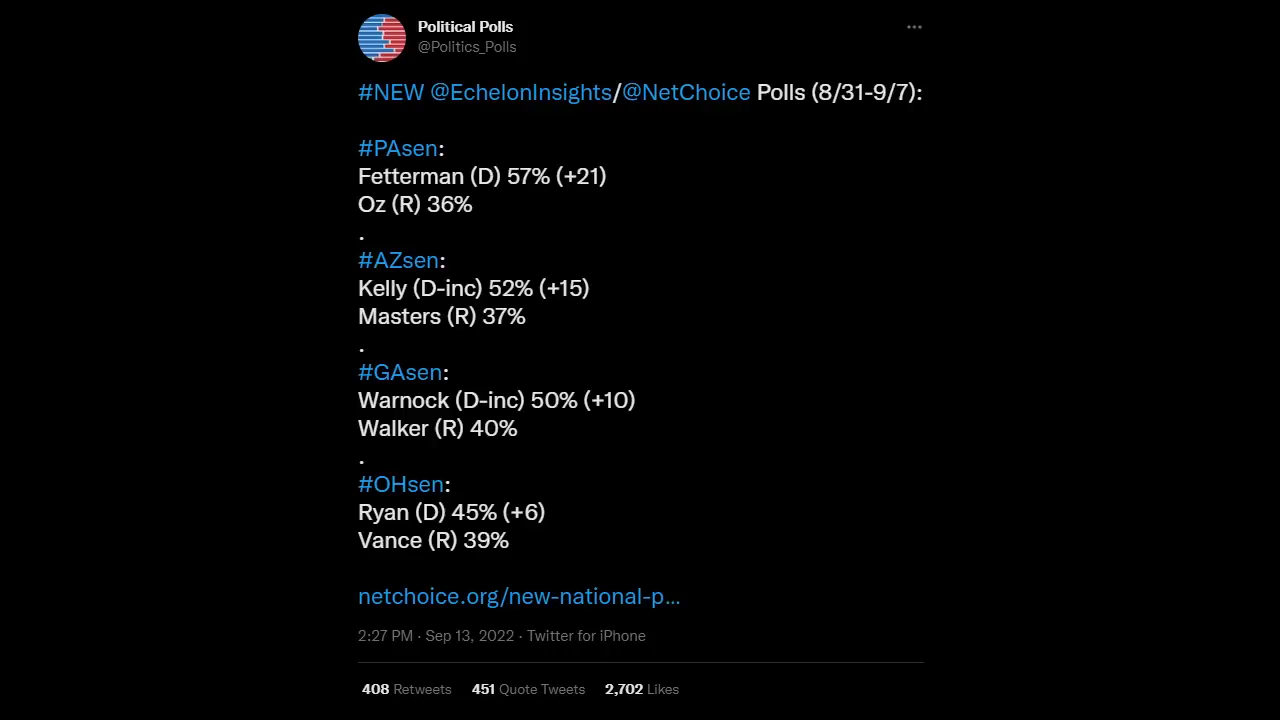 Political Polls
@Politics_Polls
#NEW @EchelonInsights/@NetChoice Polls (8/31-9/7):
#PAsen:
Fetterman (D) 57% (+21)
Oz (R) 36%
.
#AZsen:
Kelly (D-inc) 52% (+15)
Masters (R) 37%
.
#GAsen:
Warnock (D-inc) 50% (+10)
Walker (R) 40%
.
#OHsen:
Ryan (D) 45% (+6)
Vance (R) 39%
netchoice.org/new-national-p...
2:27 PM · Sep 13, 2022 · Twitter for iPhone
408 Retweets 451 Quote Tweets 2,702 Likes